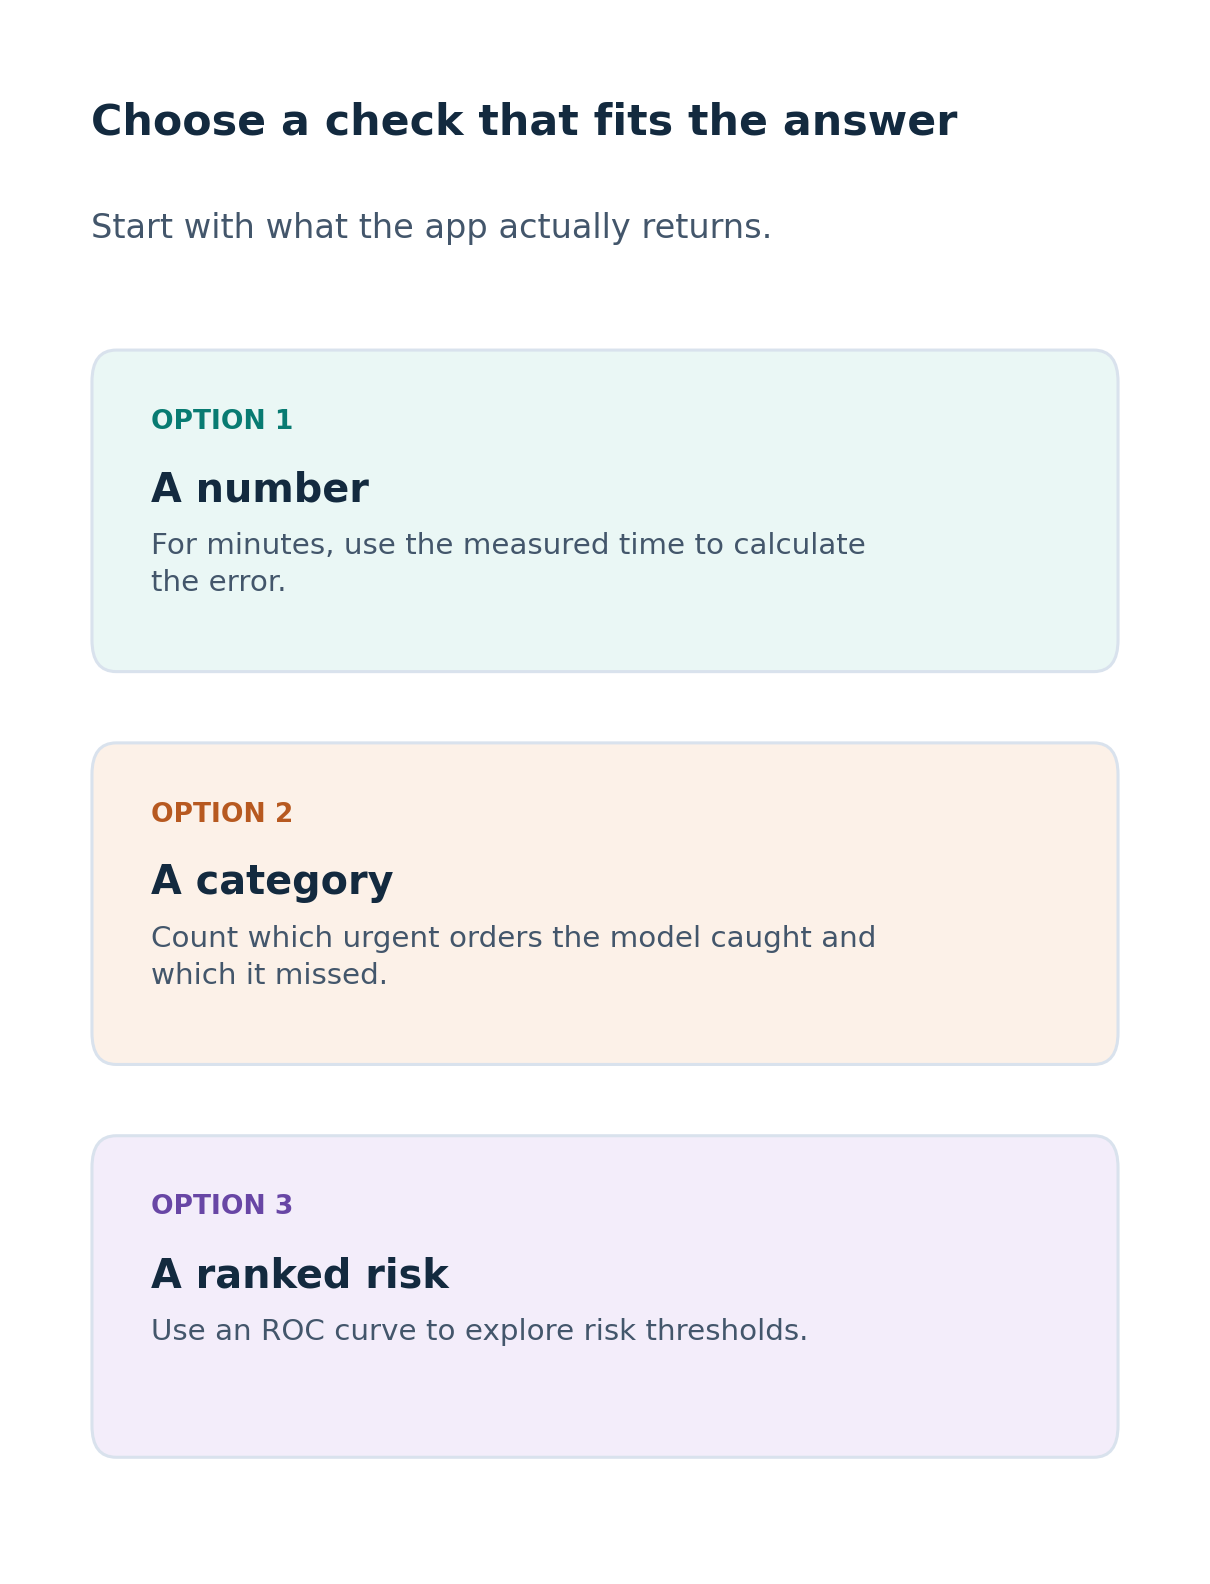 Choose a check that fits the answer
Start with what the app actually returns.
OPTION 1
A number
For minutes, use the measured time to calculate
the error.
OPTION 2
A category
Count which urgent orders the model caught and
which it missed.
OPTION 3
A ranked risk
Use an ROC curve to explore risk thresholds.